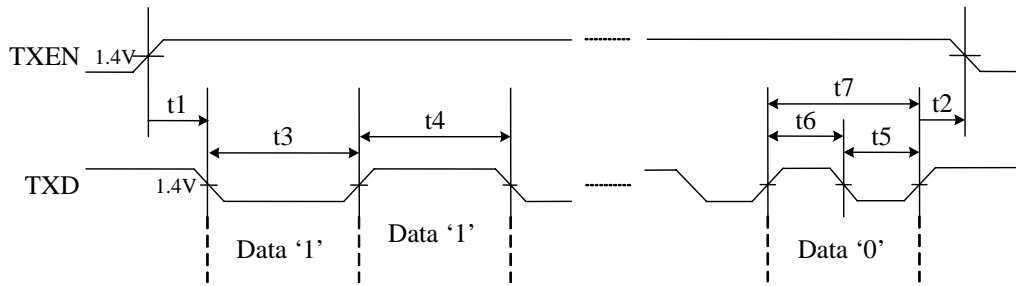 TXEN
1.4V
t1
t3
t4
t7
t6
t5
t2
TXD
1.4V
Data ‘1’
Data ‘1’
Data ‘0’